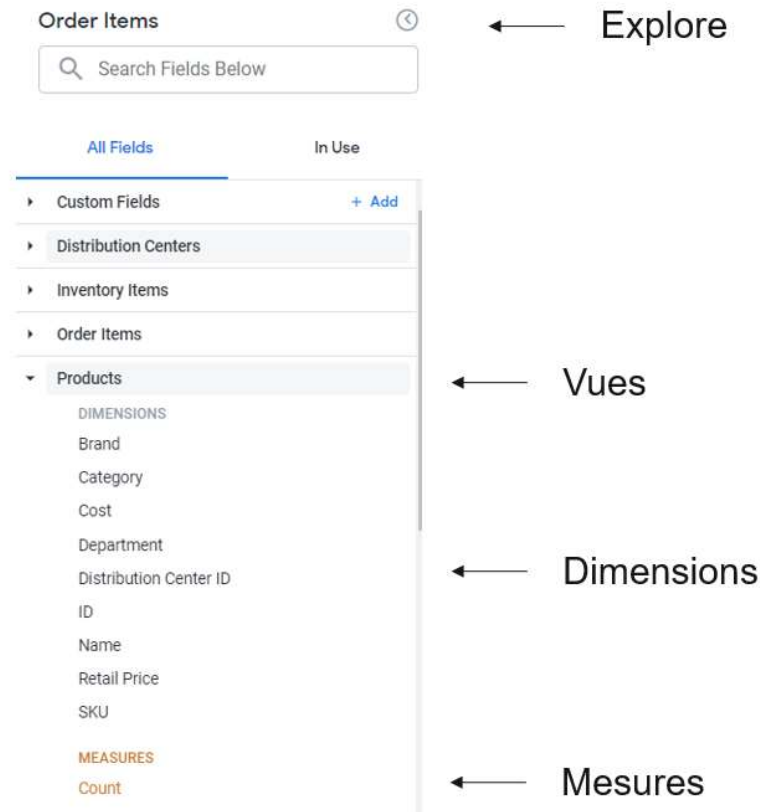 Order Items
Explore
Search Fields Below
All Fields In Use
Custom Fields + Add
Distribution Centers
Inventory Items
Order Items
Products
Vues
DIMENSIONS
Brand
Category
Cost
Department
Distribution Center ID
Dimensions
ID
Name
Retail Price
SKU
MEASURES
Count
Mesures